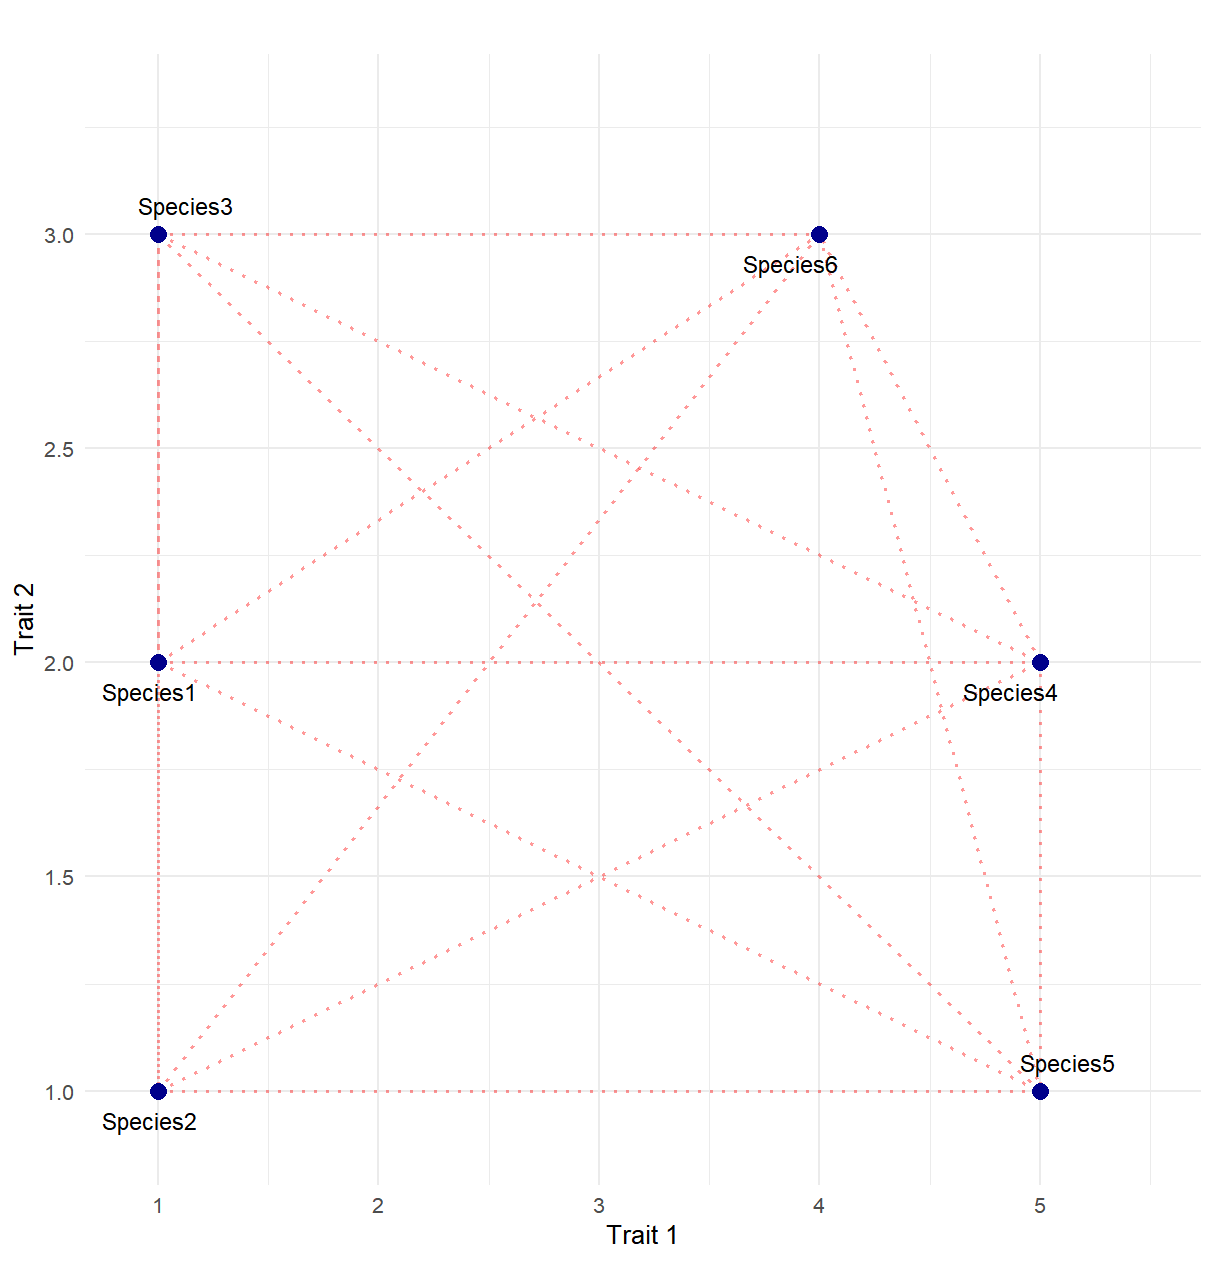 Species3
3.0
Species6
2.5
Trait 2
2.0
Species1
Species4
1.5
Species5
1.0
Species2
1 2 3 4 5
Trait 1